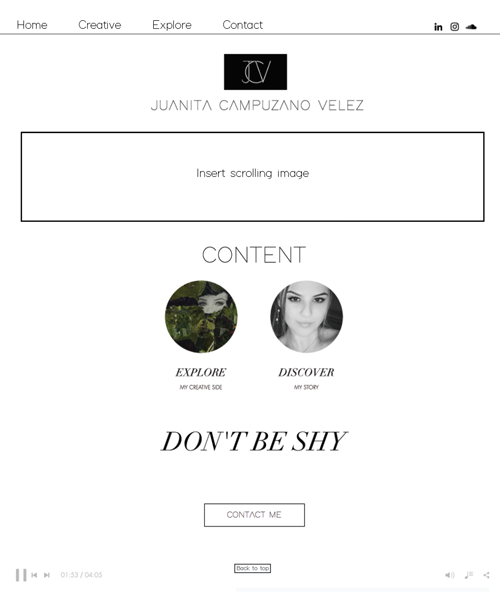 Home Creative Explore Contact
JCV
JUANITA CAMPUZANO VELEZ
Insert scrolling image
CONTENT
EXPLORE DISCOVER
MY CREATIVE SIDE MY STORY
DON'T BE SHY
CONTACT ME
Back to top
01:33 / 04:03